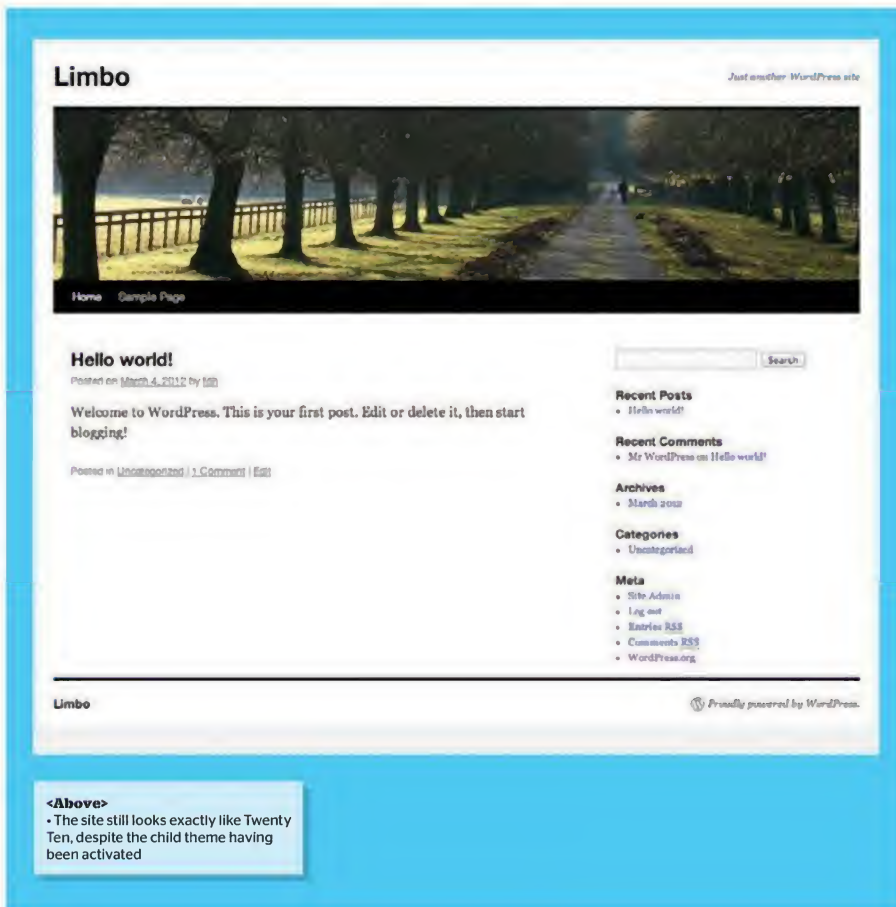 Limbo
Just another WordPress site
Home Sample Page
Hello world!
Posted on March 4, 2012 by
Welcome to WordPress. This is your first post. Edit or delete it, then start
blogging!
Posted in Uncategorized | 1 Comment | Edit
Search
Recent Posts
• Hello world!
Recent Comments
• Mr WordPress on Hello world!
Archives
• March 2012
Categories
• Uncategorized
Meta
• Site Admin
• Log out
• Entries RSS
• Comments RSS
• WordPress.org
Limbo
Proudly powered by WordPress.
<Above>
• The site still looks exactly like Twenty
Ten, despite the child theme having
been activated